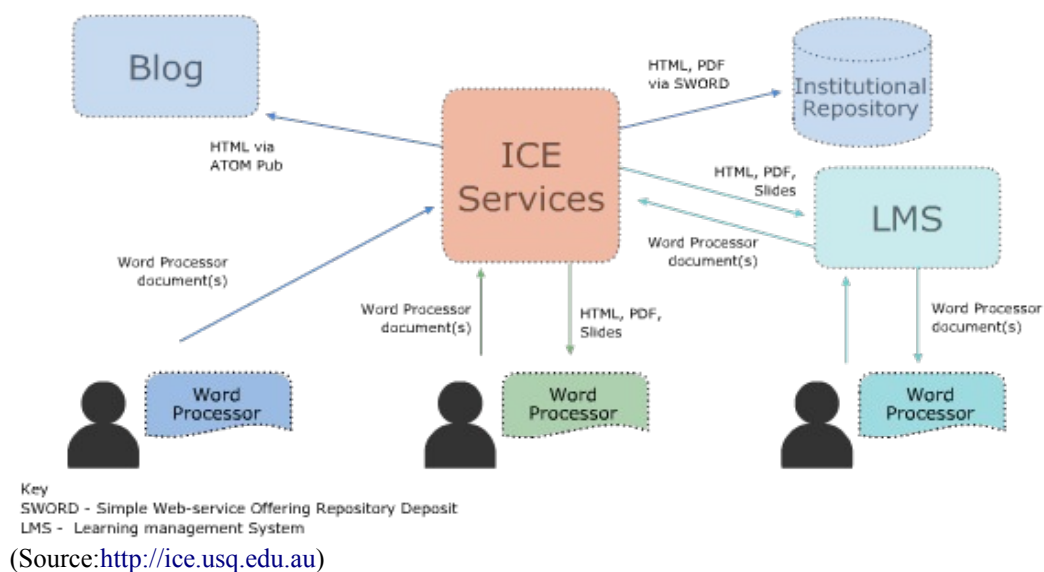 Blog
HTML via
ATOM Pub
ICE
Services
HTML, PDF
via SWORD
Institutional
Repository
HTML, PDF,
Slides
LMS
Word Processor
document(s)
Word Processor
document(s)
Word Processor
document(s)
HTML, PDF,
Slides
Word Processor
document(s)
Word
Processor
Word
Processor
Word
Processor
Key
SWORD - Simple Web-service Offering Repository Deposit
LMS - Learning management System
(Source:http://ice.usq.edu.au)